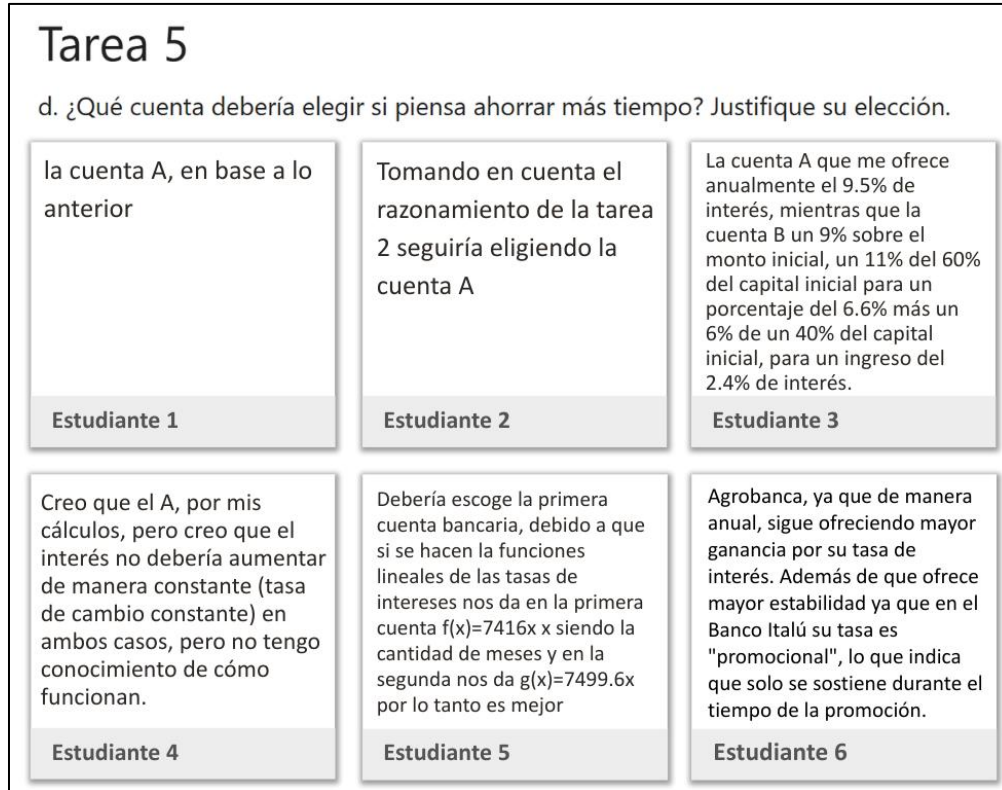 Tarea 5
d. ¿Qué cuenta debería elegir si piensa ahorrar más tiempo? Justifique su elección.
la cuenta A, en base a lo
anterior
Estudiante 1
Tomando en cuenta el
razonamiento de la tarea
2 seguiría eligiendo la
cuenta A
Estudiante 2
La cuenta A que me ofrece
anualmente el 9.5% de
interés, mientras que la
cuenta B un 9% sobre el
monto inicial, un 11% del 60%
del capital inicial para un
porcentaje del 6.6% más un
6% de un 40% del capital
inicial, para un ingreso del
2.4% de interés.
Estudiante 3
Creo que el A, por mis
cálculos, pero creo que el
interés no debería aumentar
de manera constante (tasa
de cambio constante) en
ambos casos, pero no tengo
conocimiento de cómo
funcionan.
Estudiante 4
Debería escoge la primera
cuenta bancaria, debido a que
si se hacen la funciones
lineales de las tasas de
intereses nos da en la primera
cuenta f(x)=7416x x siendo la
cantidad de meses y en la
segunda nos da g(x)=7499.6x
por lo tanto es mejor
Estudiante 5
Agrobanca, ya que de manera
anual, sigue ofreciendo mayor
ganancia por su tasa de
interés. Además de que ofrece
mayor estabilidad ya que en el
Banco Italú su tasa es
"promocional", lo que indica
que solo se sostiene durante el
tiempo de la promoción.
Estudiante 6